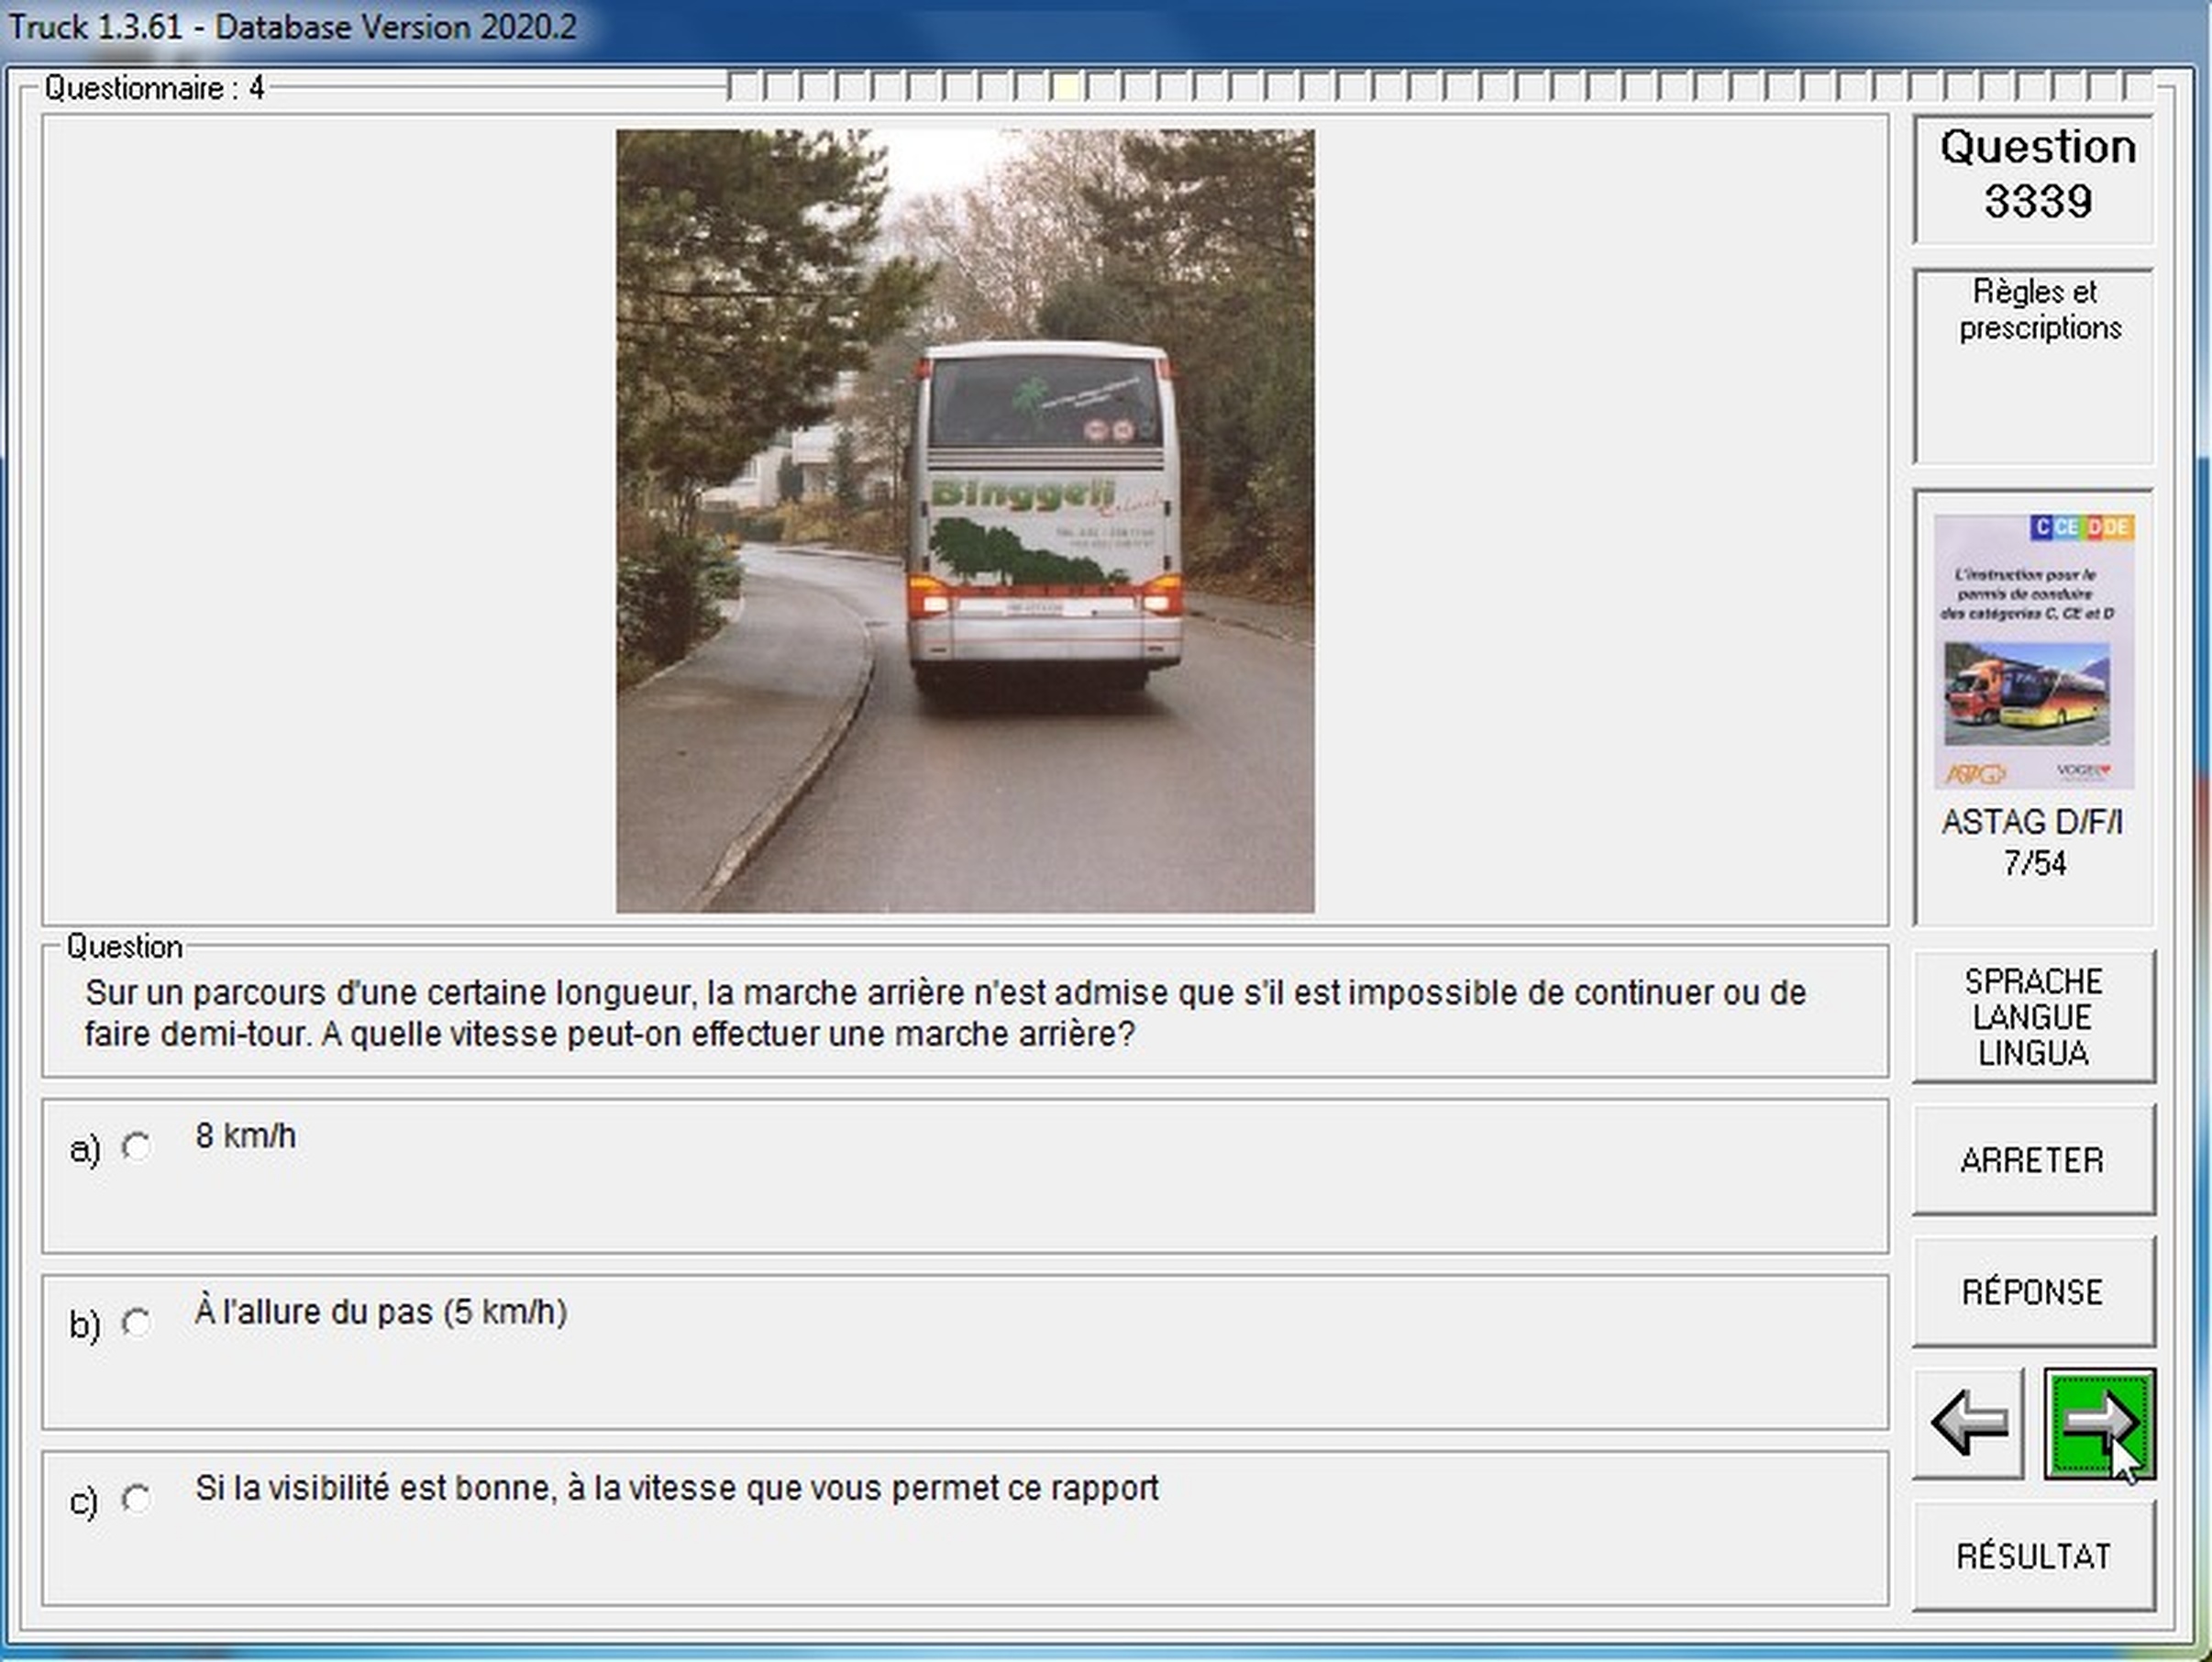 Truck 1.3.61 - Database Version 2020.2
Questionnaire : 4
Question
3339
Règles et
prescriptions
Binggeli
C CE D DE
L'instruction pour le
permis de conduire
des catégories C, CE et D
ASTAG
VOGEL
ASTAG D/F/I
7/54
Question
Sur un parcours d'une certaine longueur, la marche arrière n'est admise que s'il est impossible de continuer ou de
faire demi-tour. A quelle vitesse peut-on effectuer une marche arrière?
a) 8 km/h
b) À l'allure du pas (5 km/h)
c) Si la visibilité est bonne, à la vitesse que vous permet ce rapport
SPRACHE
LANGUE
LINGUA
ARRETER
RÉPONSE
RÉSULTAT